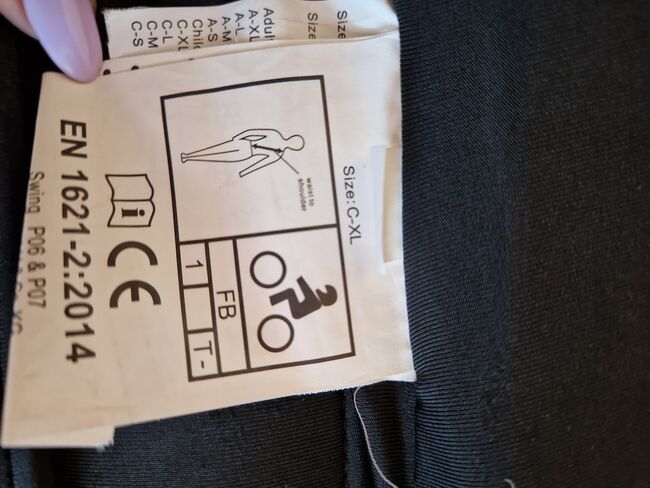 Size
Size
Adul
A-XL
A-L
A-M
A-S
Chil
C-XL
C-L
C-M
C-S
Size: C-XL
waist to
shoulder
FB
1
T -
i
CE
EN 1621-2:2014
Swing P06 & P07